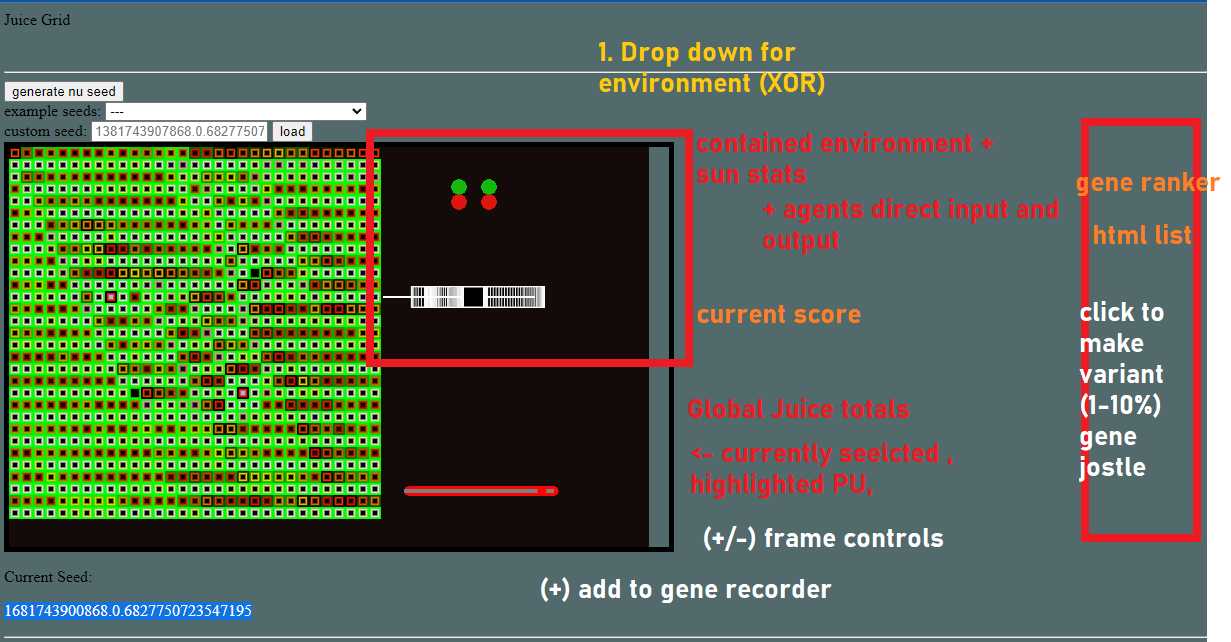 Juice Grid
1. Drop down for
environment (XOR)
generate nu seed
example seeds: ---
custom seed: 1381743907868.0.68277507 load
contained environment +
sun stats
+ agents direct input and
output
gene ranker
html list
current score
click to
make
variant
(1-10%)
gene
jostle
Global Juice totals
<- currently seelcted ,
highlighted PU,
(+/-) frame controls
(+) add to gene recorder
Current Seed:
1681743900868.0.6827750723547195